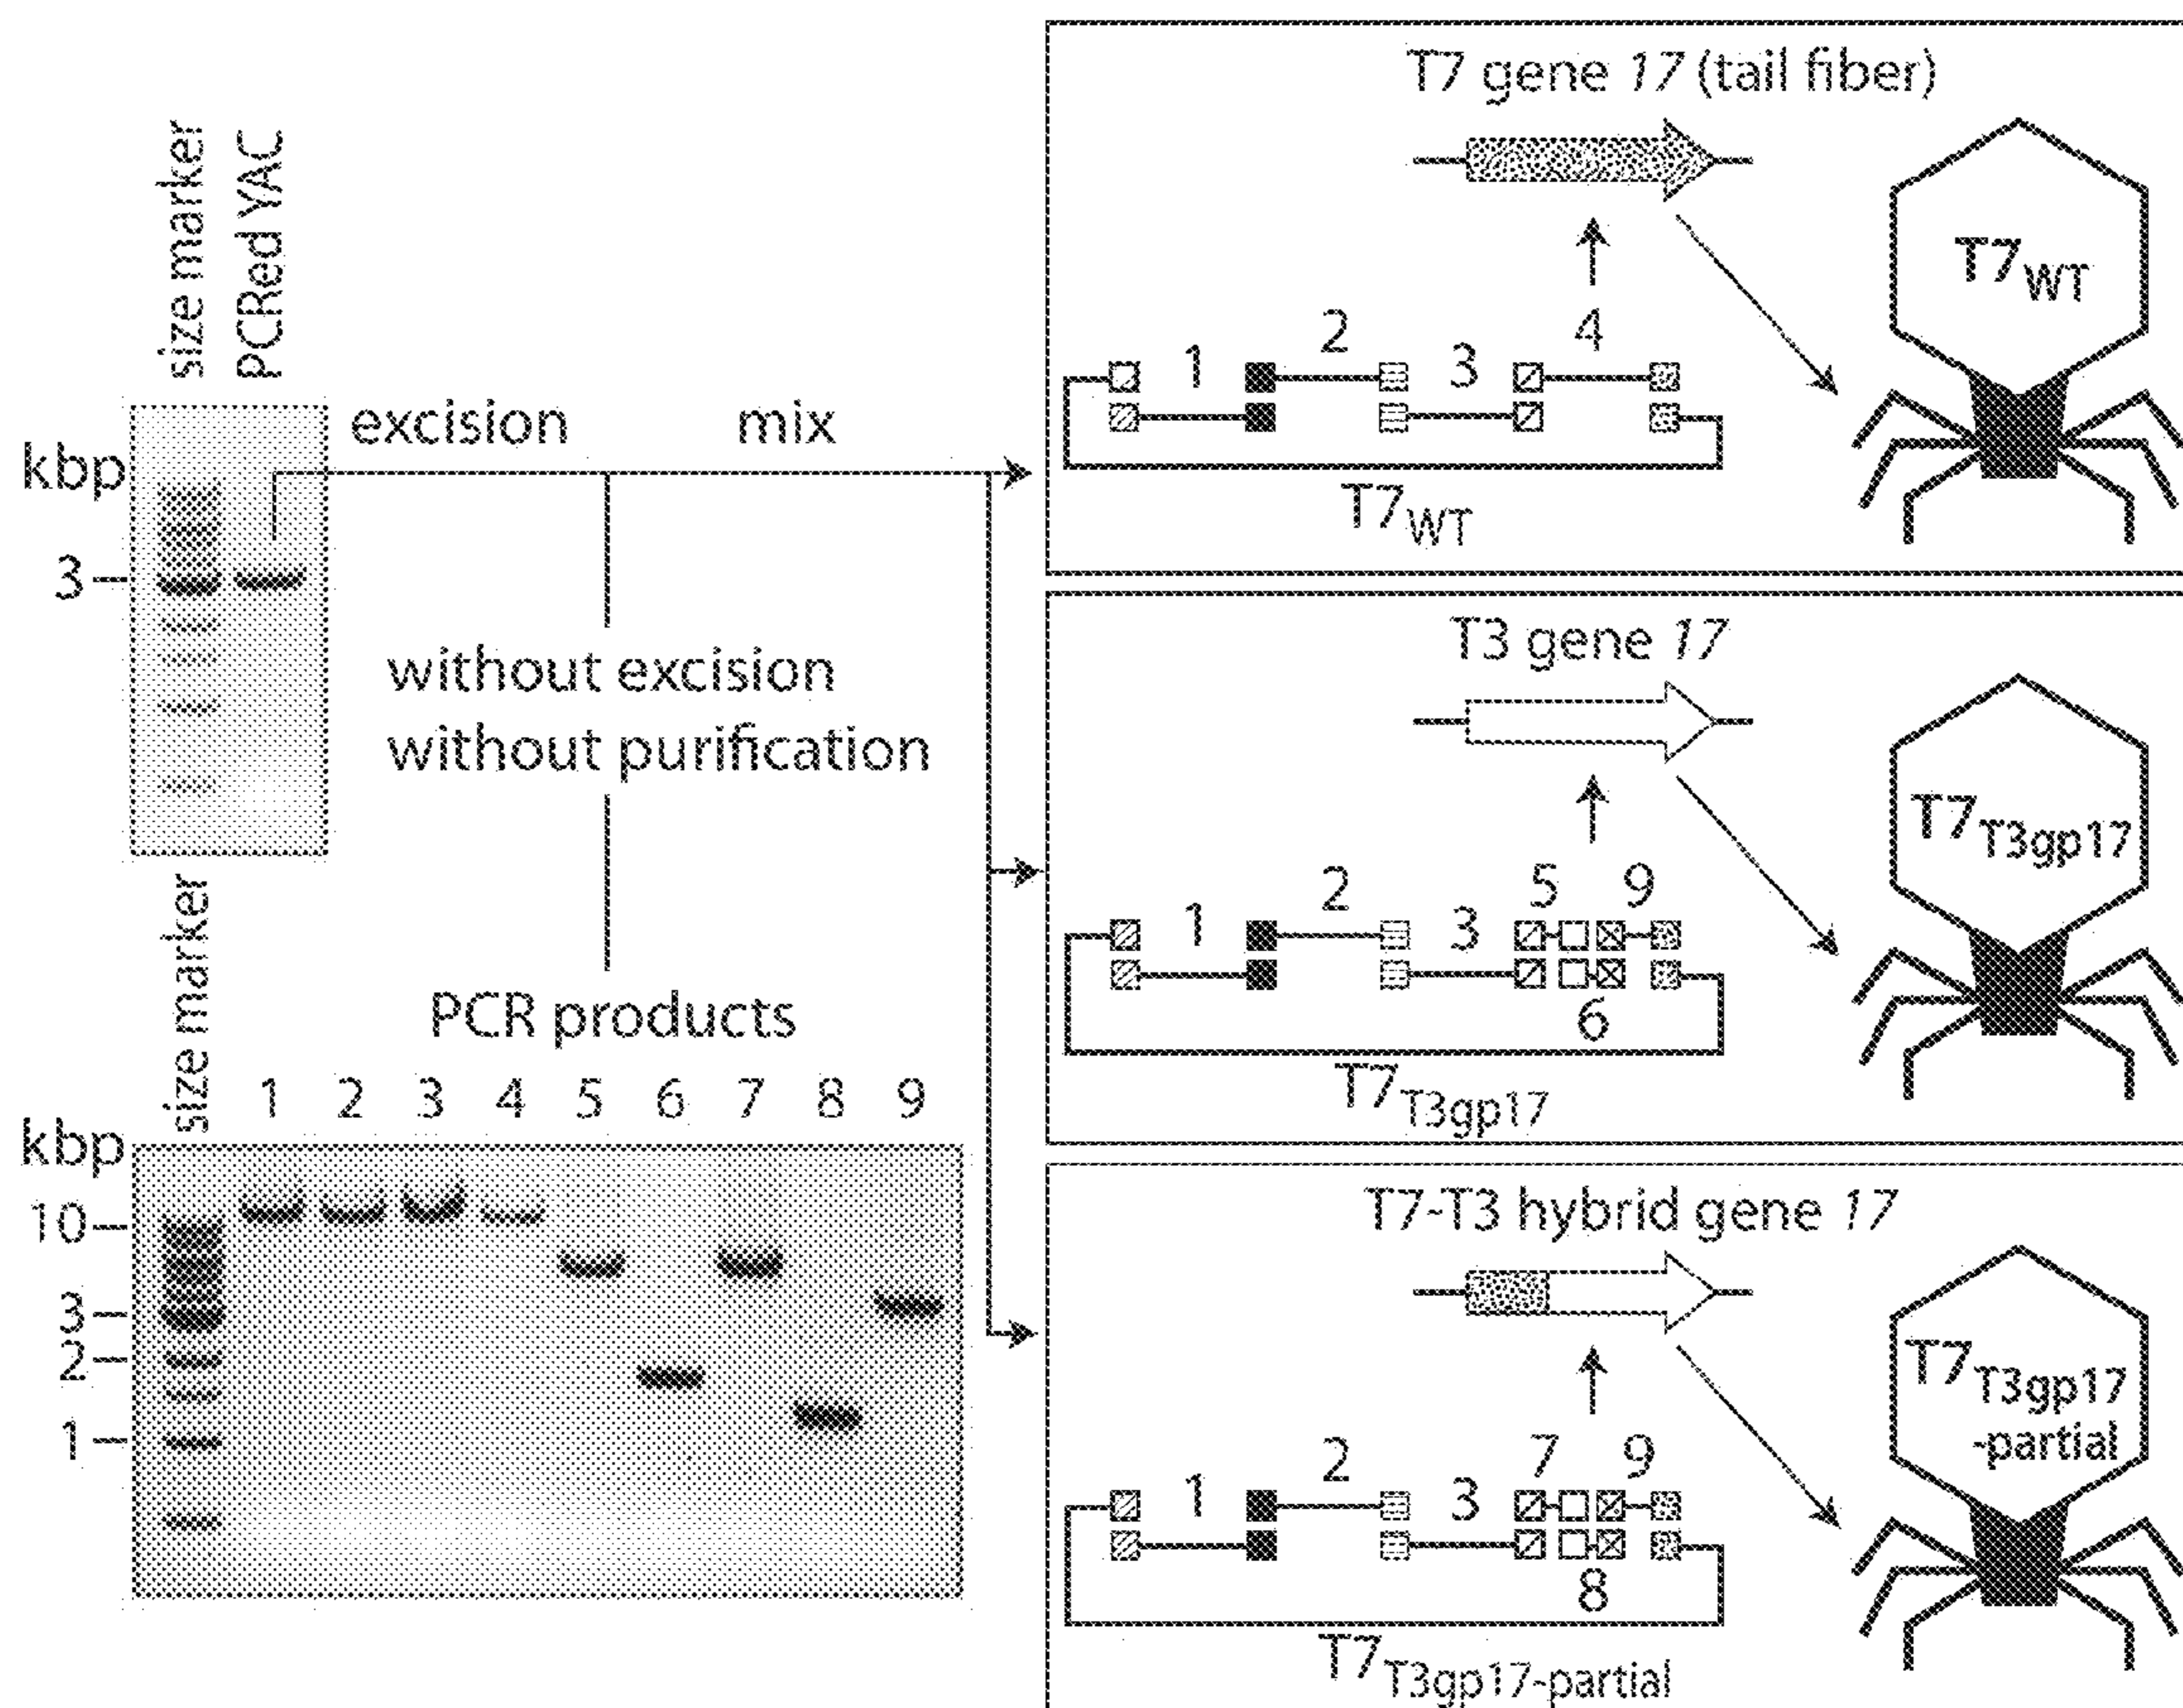 size marker
PCRed YAC
kbp
3
excision
mix
without excision
without purification
PCR products
size marker
1 2 3 4 5 6 7 8 9
kbp
10
3
2
1
T7 gene 17 (tail fiber)
T7WT
4
1 2 3
T7WT
T3 gene 17
T7T3gp17
1 2 3 5 9
6
T7T3gp17
T7-T3 hybrid gene 17
T7T3gp17
-partial
1 2 3 7 9
8
T7T3gp17-partial